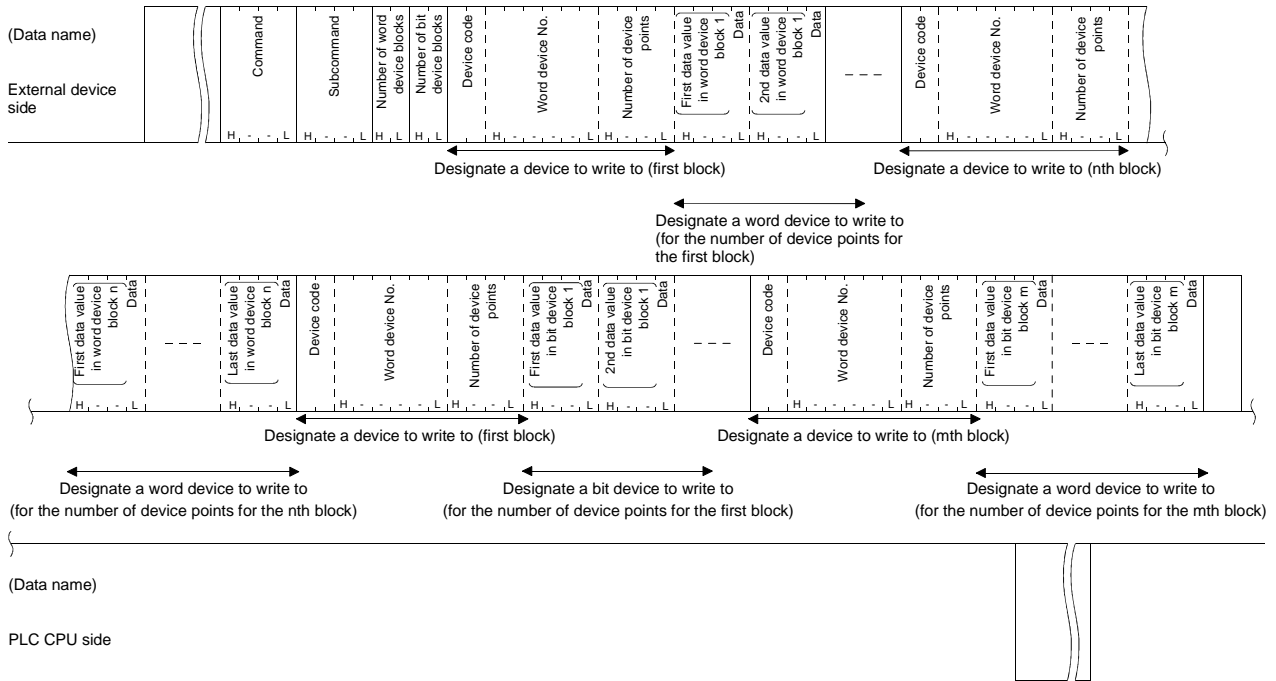 (Data name)
External device
side
Command
Subcommand
Number of word
device blocks
Number of bit
device blocks
Device code
Word device No.
Number of device
points
First data value
in word device
block 1
Data
2nd data value
in word device
block 1
Data
Device code
Word device No.
Number of device
points
H - - L
H - - L
H L
H L
H - - - - L
H - - L
H - - L
H - - L
H - - - - L
H - - L
Designate a device to write to (first block)
Designate a device to write to (nth block)
Designate a word device to write to
(for the number of device points for
the first block)
First data value
in word device
block n
Data
Last data value
in word device
block n
Data
Device code
Word device No.
Number of device
points
First data value
in bit device
block 1
Data
2nd data value
in bit device
block 1
Data
Device code
Word device No.
Number of device
points
First data value
in bit device
block m
Data
Last data value
in bit device
block m
Data
H - - L
H - - L
H - - - - L
H - - L
H - - L
H - - L
H - - - - L
H - - L
H - - L
H - - L
Designate a device to write to (first block)
Designate a device to write to (mth block)
Designate a word device to write to
(for the number of device points for the nth block)
Designate a bit device to write to
(for the number of device points for the first block)
Designate a word device to write to
(for the number of device points for the mth block)
(Data name)
PLC CPU side